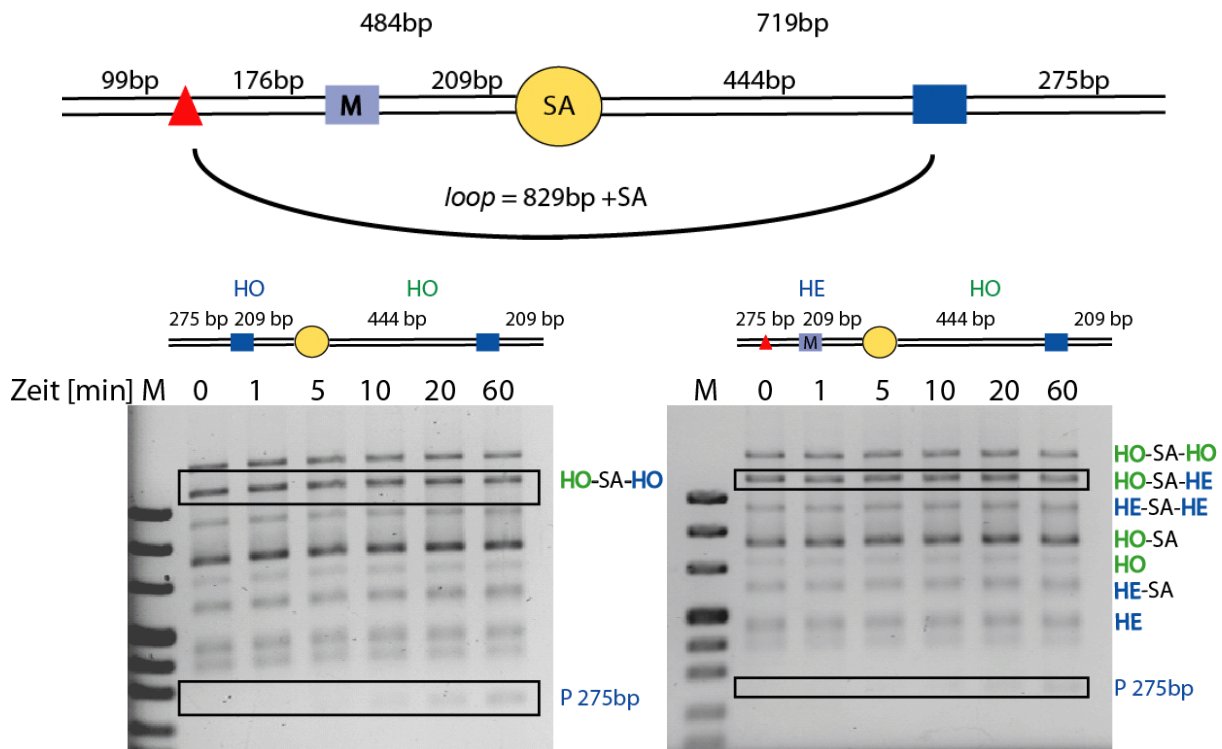 484bp 719bp
99bp 176bp 209bp 444bp 275bp
M SA
loop = 829bp +SA
HO HO
275 bp 209 bp 444 bp 209 bp
HE HO
275 bp 209 bp 444 bp 209 bp
M
Zeit [min] M 0 1 5 10 20 60
M 0 1 5 10 20 60
HO-SA-HO
P 275bp
HO-SA-HO
HO-SA-HE
HE-SA-HE
HO-SA
HO
HE-SA
HE
P 275bp